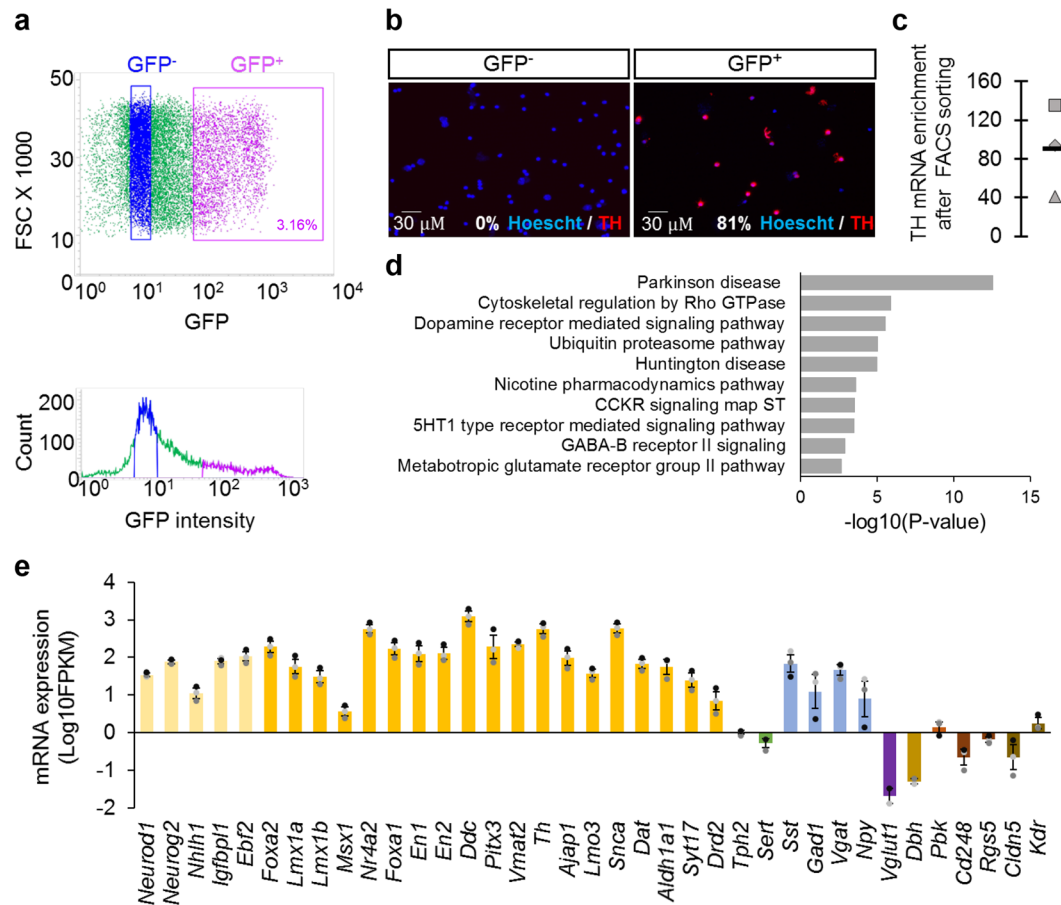 a
GFP-
GFP+
50
30
10
0
FSC X 1000
3.16%
10^0
10^1
10^2
10^3
10^4
GFP
200
100
0
Count
10^0
10^1
10^2
10^3
GFP intensity
b
GFP-
GFP+
30 µM
0% Hoescht / TH
30 µM
81% Hoescht / TH
c
TH mRNA enrichment
after FACS sorting
160
120
80
40
0
d
Parkinson disease
Cytoskeletal regulation by Rho GTPase
Dopamine receptor mediated signaling pathway
Ubiquitin proteasome pathway
Huntington disease
Nicotine pharmacodynamics pathway
CCKR signaling map ST
5HT1 type receptor mediated signaling pathway
GABA-B receptor II signaling
Metabotropic glutamate receptor group II pathway
0
5
10
15
-log10(P-value)
e
mRNA expression
(Log10FPKM)
4
3
2
1
0
-1
-2
Neurod1
Neurog2
Nhlh1
Igfbpl1
Ebf2
Foxa2
Lmx1a
Lmx1b
Msx1
Nr4a2
Foxa1
En1
En2
Ddc
Pitx3
Vmat2
Th
Ajap1
Lmo3
Snca
Dat
Aldh1a1
Syt17
Drd2
Tph2
Sert
Sst
Gad1
Vgat
Npy
Vglut1
Dbh
Pbk
Cd248
Rgs5
Cldn5
Kdr